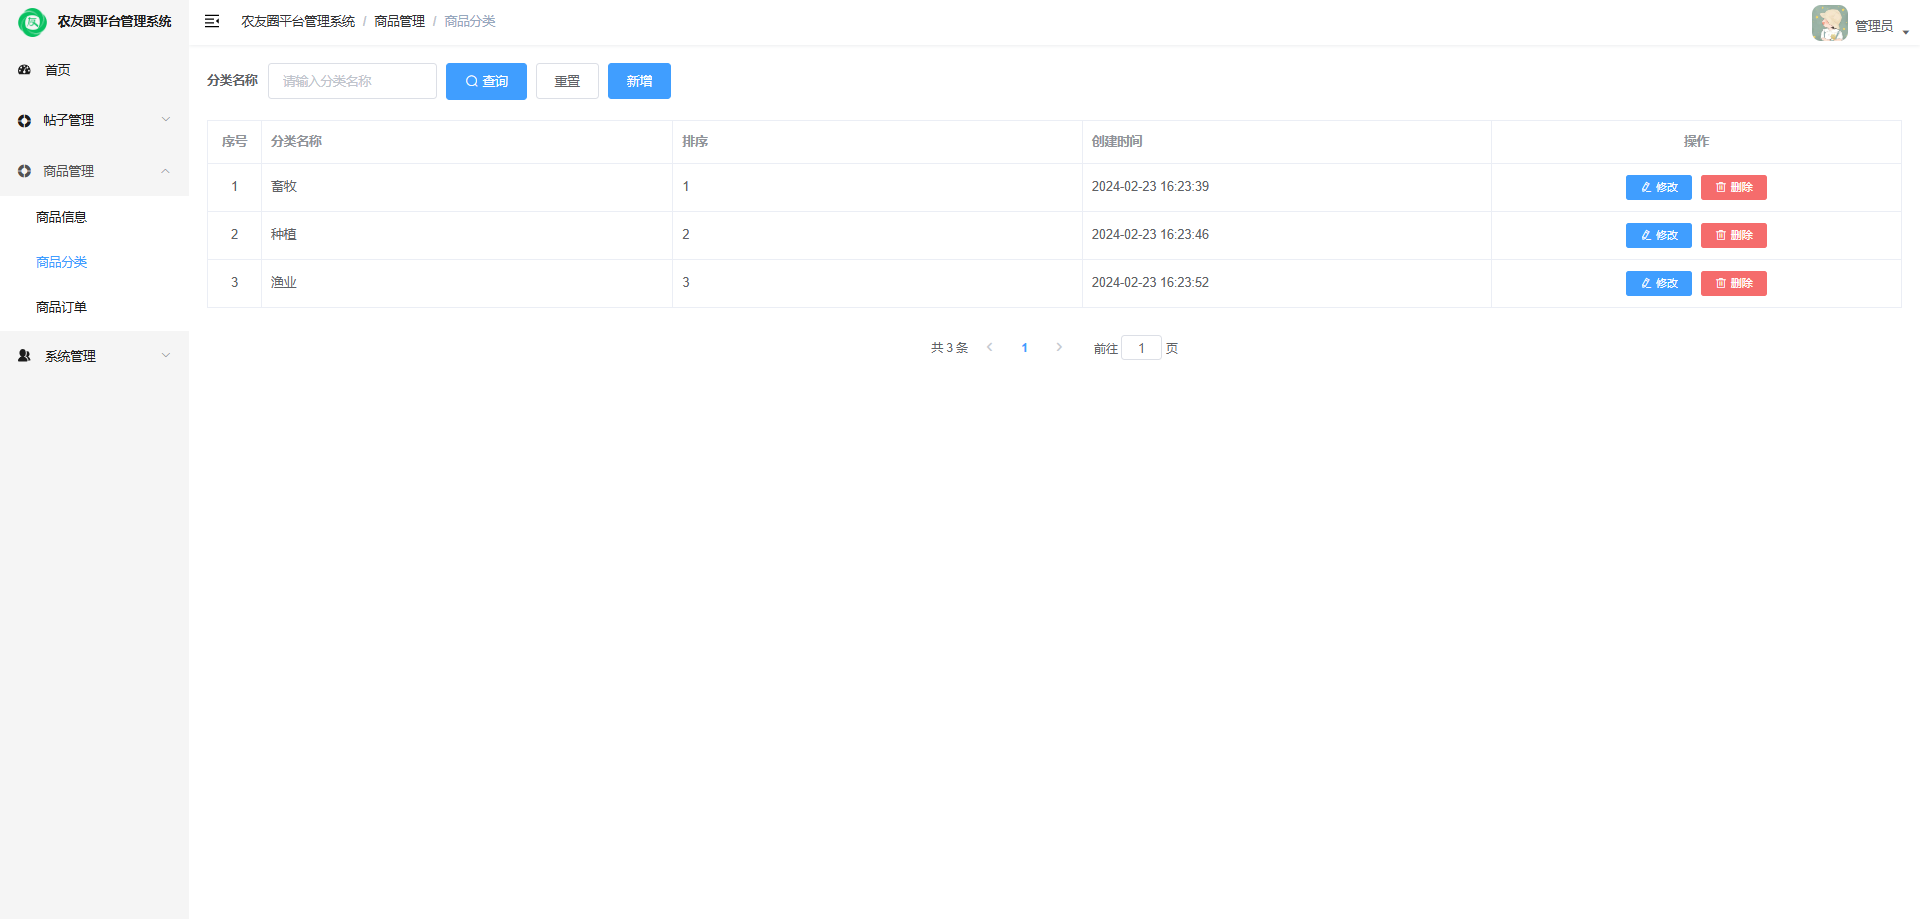 农友圈平台管理系统
农友圈平台管理系统 / 商品管理 / 商品分类
管理员
首页
帖子管理
商品管理
商品信息
商品分类
商品订单
系统管理
分类名称 请输入分类名称 查询 重置 新增
序号 分类名称 排序 创建时间 操作
1 畜牧 1 2024-02-23 16:23:39 修改 删除
2 种植 2 2024-02-23 16:23:46 修改 删除
3 渔业 3 2024-02-23 16:23:52 修改 删除
共 3 条 1 前往 1 页